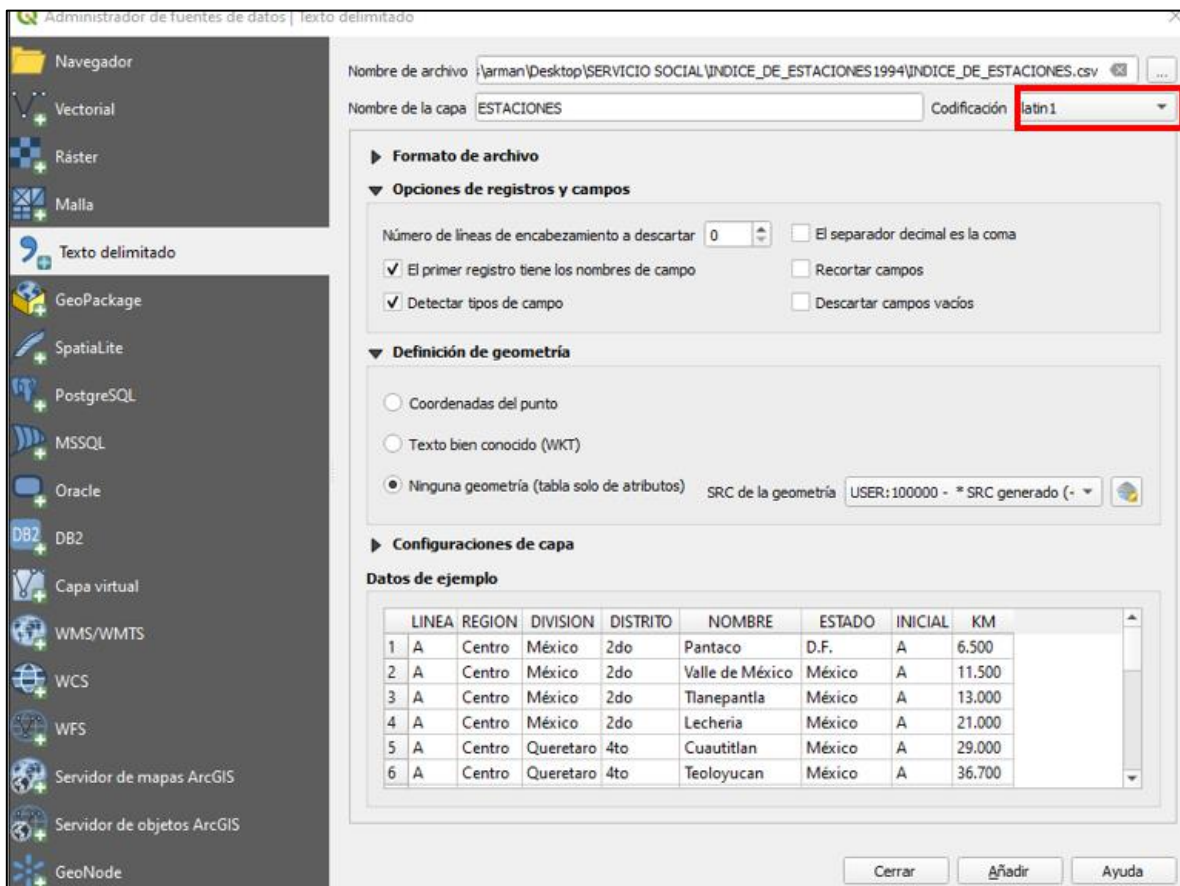 Administrador de fuentes de datos | Texto delimitado
Navegador
Vectorial
Ráster
Malla
Texto delimitado
GeoPackage
SpatiaLite
PostgreSQL
MSSQL
Oracle
DB2
DB2
Capa virtual
WMS/WMTS
WCS
WFS
Servidor de mapas ArcGIS
Servidor de objetos ArcGIS
GeoNode
Nombre de archivo :\arman\Desktop\SERVICIO SOCIAL\INDICE_DE_ESTACIONES1994\INDICE_DE_ESTACIONES.csv ...
Nombre de la capa ESTACIONES Codificación latin1
Formato de archivo
Opciones de registros y campos
Número de líneas de encabezamiento a descartar 0 El separador decimal es la coma
El primer registro tiene los nombres de campo Recortar campos
Detectar tipos de campo Descartar campos vacíos
Definición de geometría
Coordenadas del punto
Texto bien conocido (WKT)
Ninguna geometría (tabla solo de atributos) SRC de la geometría USER:100000 - * SRC generado (-
Configuraciones de capa
Datos de ejemplo
LINEA REGION DIVISION DISTRITO NOMBRE ESTADO INICIAL KM
1 A Centro México 2do Pantaco D.F. A 6.500
2 A Centro México 2do Valle de México México A 11.500
3 A Centro México 2do Tlanepantla México A 13.000
4 A Centro México 2do Lecheria México A 21.000
5 A Centro Queretaro 4to Cuautitlan México A 29.000
6 A Centro Queretaro 4to Teoloyucan México A 36.700
Cerrar Añadir Ayuda